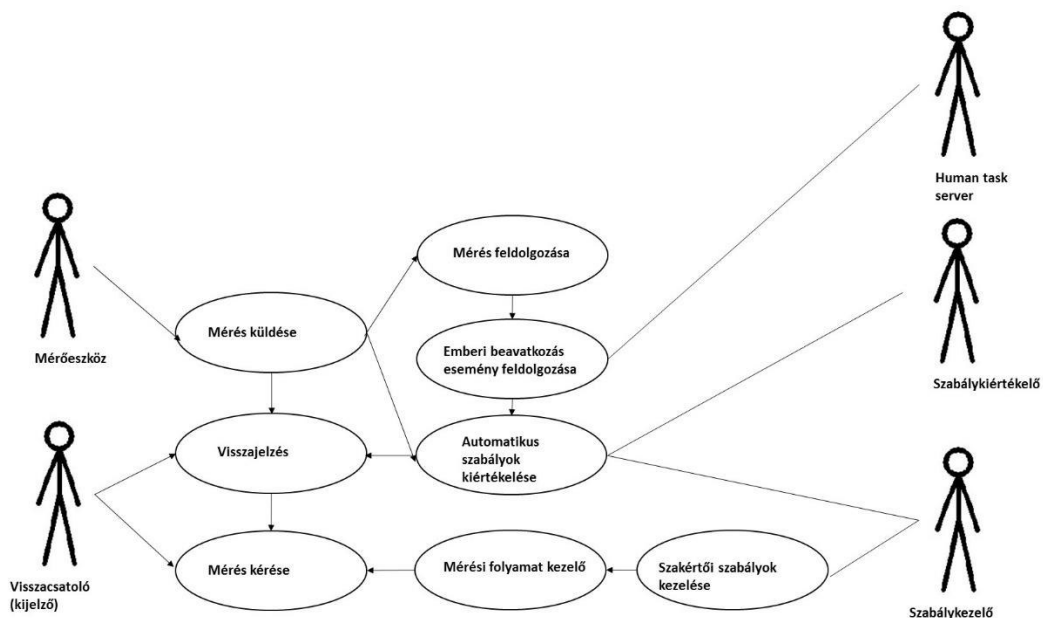 Human task
server
Mérés feldolgozása
Mérés küldése
Mérőeszköz
Emberi beavatkozás
esemény feldolgozása
Szabálykiértékelő
Visszajelzés
Automatikus
szabályok
kiértékelése
Mérés kérése
Mérési folyamat kezelő
Szakértői szabályok
kezelése
Visszacsatoló
(kijelző)
Szabálykezelő